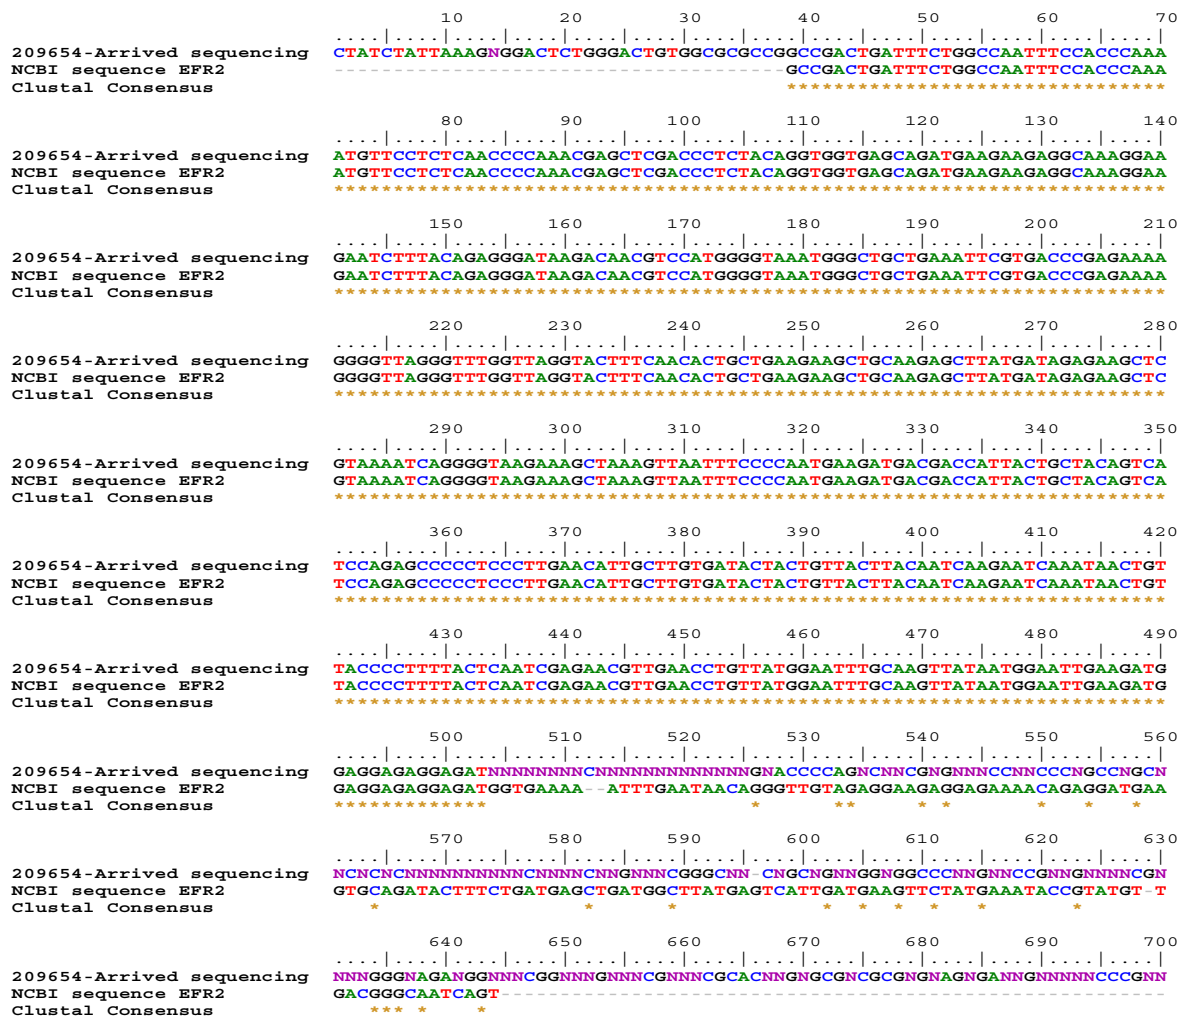 10 20 30 40 50 60 70
....|....|....|....|....|....|....|....|....|....|....|....|....|....|
209654-Arrived sequencing CTATCTATTAAAGNGGACTCTGGGACTGTGGCGCGCCGGCCGACTGATTTCTGGCCAATTTCCACCCAAA
NCBI sequence EFR2 --------------------------------------GCCGACTGATTTCTGGCCAATTTCCACCCAAA
Clustal Consensus ********************************
80 90 100 110 120 130 140
....|....|....|....|....|....|....|....|....|....|....|....|....|....|
209654-Arrived sequencing ATGTTCCTCTCAACCCCAAACGAGCTCGACCCTCTACAGGTGGTGAGCAGATGAAGAAGAGGCAAAGGAA
NCBI sequence EFR2 ATGTTCCTCTCAACCCCAAACGAGCTCGACCCTCTACAGGTGGTGAGCAGATGAAGAAGAGGCAAAGGAA
Clustal Consensus **********************************************************************
150 160 170 180 190 200 210
....|....|....|....|....|....|....|....|....|....|....|....|....|....|
209654-Arrived sequencing GAATCTTTACAGAGGGATAAGACAACGTCCATGGGGTAAATGGGCTGCTGAAATTCGTGACCCGAGAAAA
NCBI sequence EFR2 GAATCTTTACAGAGGGATAAGACAACGTCCATGGGGTAAATGGGCTGCTGAAATTCGTGACCCGAGAAAA
Clustal Consensus **********************************************************************
220 230 240 250 260 270 280
....|....|....|....|....|....|....|....|....|....|....|....|....|....|
209654-Arrived sequencing GGGGTTAGGGTTTGGTTAGGTACTTTCAACACTGCTGAAGAAGCTGCAAGAGCTTATGATAGAGAAGCTC
NCBI sequence EFR2 GGGGTTAGGGTTTGGTTAGGTACTTTCAACACTGCTGAAGAAGCTGCAAGAGCTTATGATAGAGAAGCTC
Clustal Consensus **********************************************************************
290 300 310 320 330 340 350
....|....|....|....|....|....|....|....|....|....|....|....|....|....|
209654-Arrived sequencing GTAAAATCAGGGGTAAGAAAGCTAAAGTTAATTTCCCCAATGAAGATGACGACCATTACTGCTACAGTCA
NCBI sequence EFR2 GTAAAATCAGGGGTAAGAAAGCTAAAGTTAATTTCCCCAATGAAGATGACGACCATTACTGCTACAGTCA
Clustal Consensus **********************************************************************
360 370 380 390 400 410 420
....|....|....|....|....|....|....|....|....|....|....|....|....|....|
209654-Arrived sequencing TCCAGAGCCCCCTCCCTTGAACATTGCTTGTGATACTACTGTTACTTACAATCAAGAATCAAATAACTGT
NCBI sequence EFR2 TCCAGAGCCCCCTCCCTTGAACATTGCTTGTGATACTACTGTTACTTACAATCAAGAATCAAATAACTGT
Clustal Consensus **********************************************************************
430 440 450 460 470 480 490
....|....|....|....|....|....|....|....|....|....|....|....|....|....|
209654-Arrived sequencing TACCCCTTTTACTCAATCGAGAACGTTGAACCTGTTATGGAATTTGCAAGTTATAATGGAATTGAAGATG
NCBI sequence EFR2 TACCCCTTTTACTCAATCGAGAACGTTGAACCTGTTATGGAATTTGCAAGTTATAATGGAATTGAAGATG
Clustal Consensus **********************************************************************
500 510 520 530 540 550 560
....|....|....|....|....|....|....|....|....|....|....|....|....|....|
209654-Arrived sequencing GAGGAGAGGAGATNNNNNNNNCNNNNNNNNNNNNNGNACCCCAGNCNNCGNGNNNCCNNCCCNGCCNGCN
NCBI sequence EFR2 GAGGAGAGGAGATGGTGAAAA--ATTTGAATAACAGGGTTGTAGAGGAAGAGGAGAAAACAGAGGATGAA
Clustal Consensus ************* * ** * * * * *
570 580 590 600 610 620 630
....|....|....|....|....|....|....|....|....|....|....|....|....|....|
209654-Arrived sequencing NCNCNCNNNNNNNNNNCNNNNCNNGNNNCGGGCNN-CNGCNGNNGGNGGCCCNNGNNCCGNNGNNNNCGN
NCBI sequence EFR2 GTGCAGATACTTTCTGATGAGCTGATGGCTTATGAGTCATTGATGAAGTTCTATGAAATACCGTATGT-T
Clustal Consensus * * * * * * * * *
640 650 660 670 680 690 700
....|....|....|....|....|....|....|....|....|....|....|....|....|....|
209654-Arrived sequencing NNNGGGNAGANGGNNNCGGNNNGNNNCGNNNCGCACNNGNGCGNCGCGNGNAGNGANNGNNNNNCCCGNN
NCBI sequence EFR2 GACGGGCAATCAGT--------------------------------------------------------
Clustal Consensus *** * *